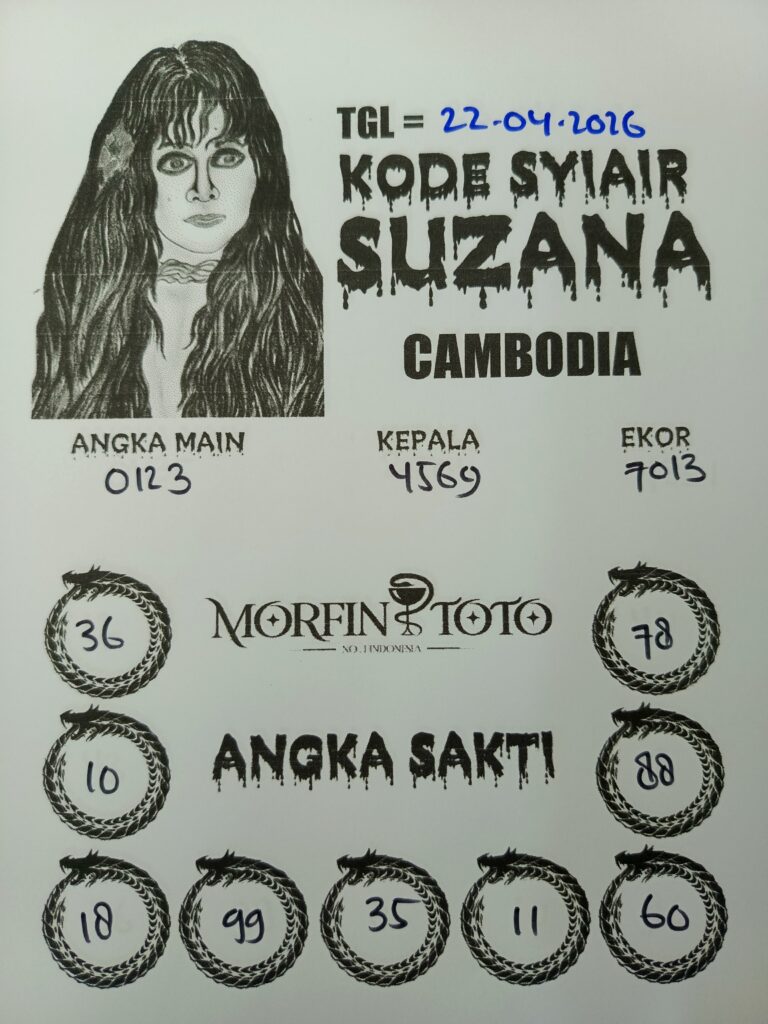 TGL = 22-04-2026
KODE SYIAIR
SUZANA
CAMBODIA
ANGKA MAIN KEPALA EKOR
0123 4569 7013
36 MORFIN TOTO 78
NO.1 INDONESIA
10 ANGKA SAKTI 88
18 99 35 11 60